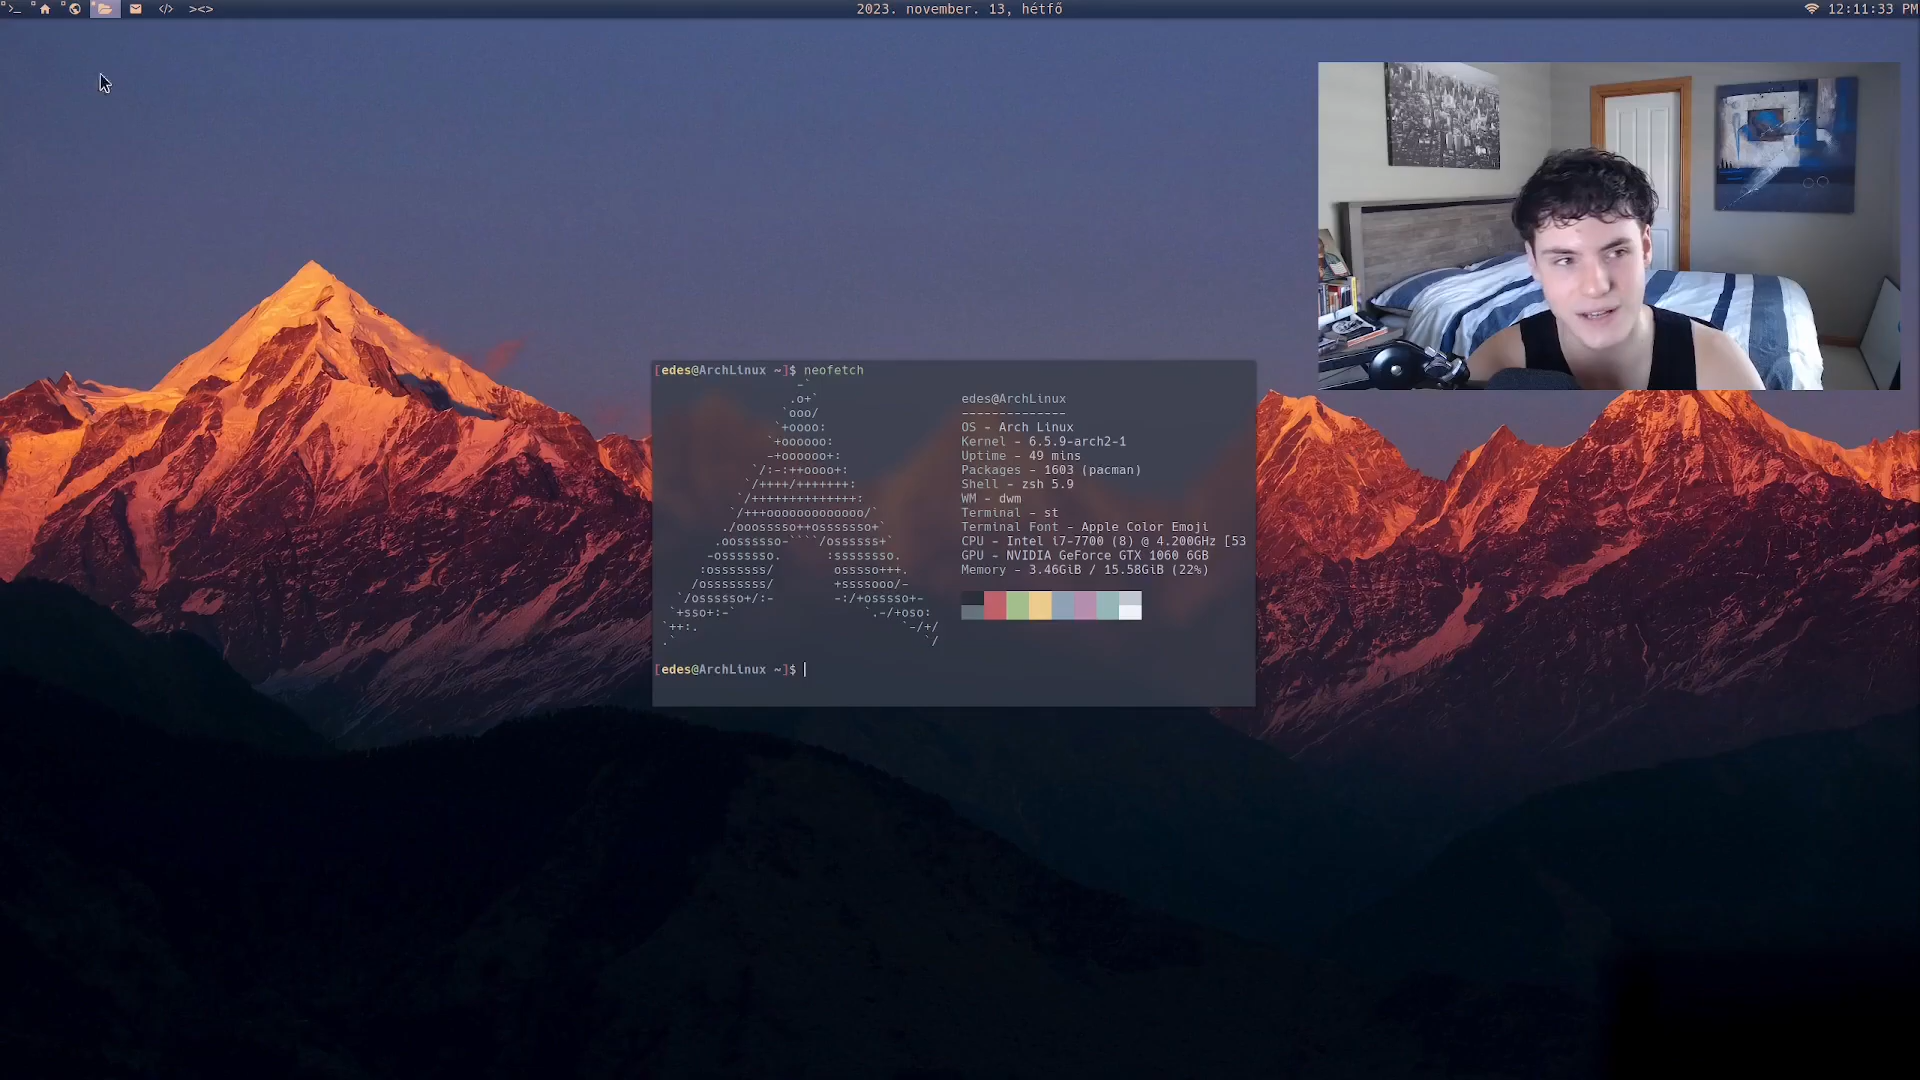 ><>
2023. november. 13, hétfő
12:11:33 PM
[edes@ArchLinux ~]$ neofetch
edes@ArchLinux
--------------
OS - Arch Linux
Kernel - 6.5.9-arch2-1
Uptime - 49 mins
Packages - 1603 (pacman)
Shell - zsh 5.9
WM - dwm
Terminal - st
Terminal Font - Apple Color Emoji
CPU - Intel i7-7700 (8) @ 4.200GHz [53
GPU - NVIDIA GeForce GTX 1060 6GB
Memory - 3.46GiB / 15.58GiB (22%)
[edes@ArchLinux ~]$